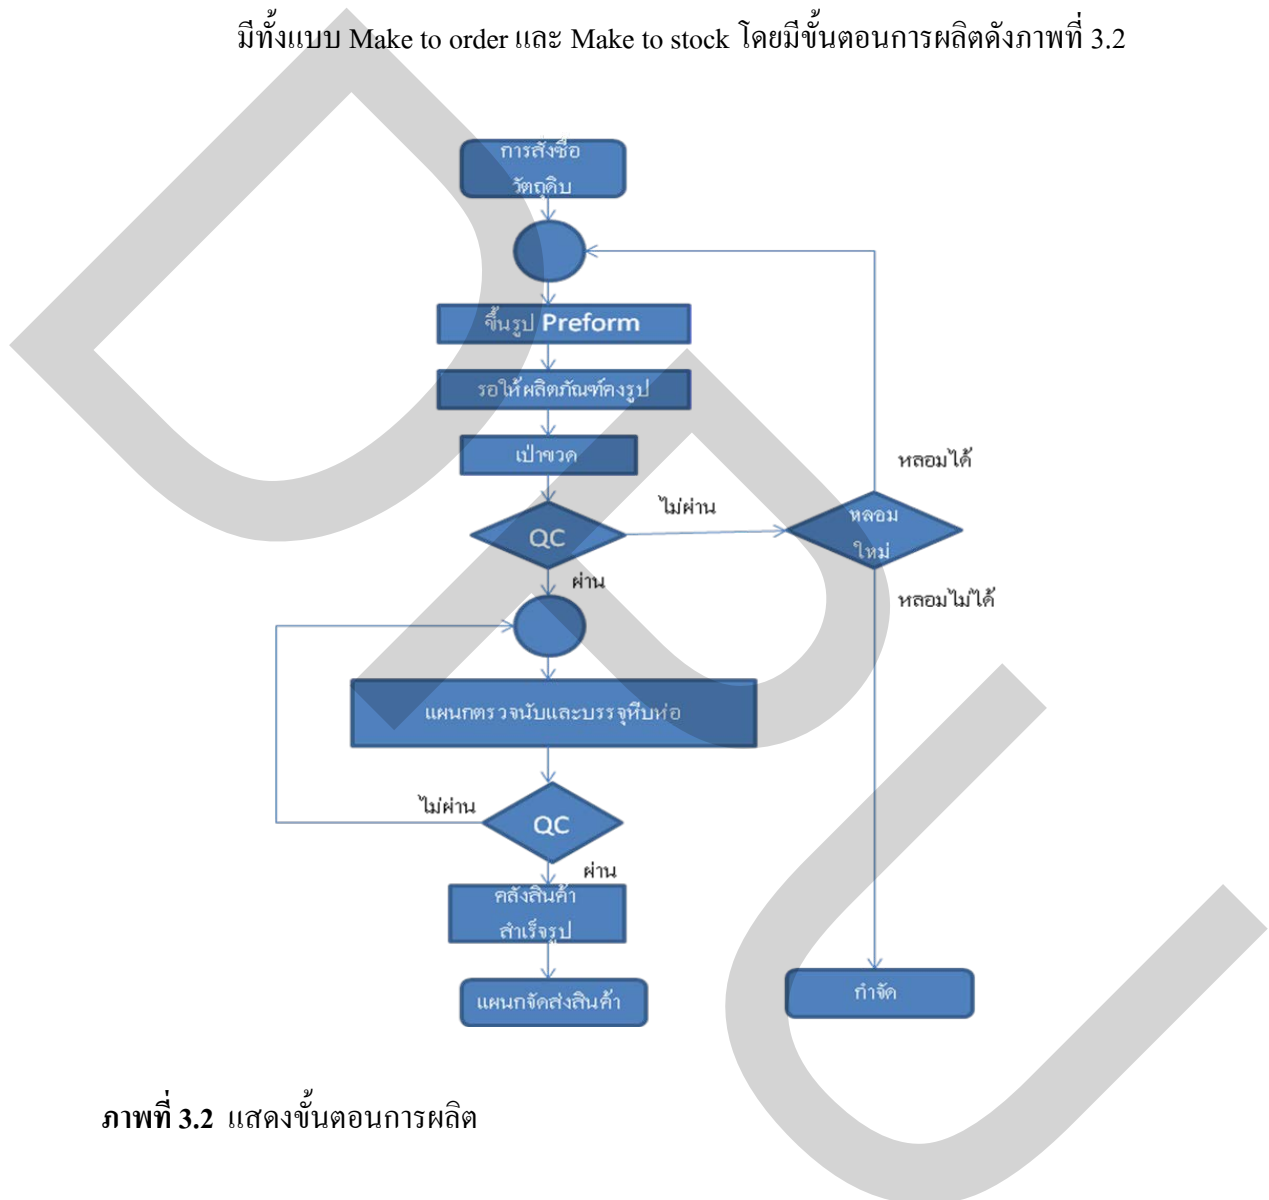 มีทั้งแบบ Make to order และ Make to stock โดยมีขั้นตอนการผลิตดังภาพที่ 3.2
การสั่งซื้อ
วัตถุดิบ
ขึ้นรูป Preform
รอให้ผลิตภัณฑ์คงรูป
เป่าขวด
หลอมได้
ไม่ผ่าน
หลอม
ใหม่
QC
ผ่าน
หลอมไม่ได้
แผนกตรวจนับและบรรจุหีบห่อ
ไม่ผ่าน
QC
ผ่าน
คลังสินค้า
สำเร็จรูป
แผนกจัดส่งสินค้า
กำจัด
ภาพที่ 3.2 แสดงขั้นตอนการผลิต
DPU